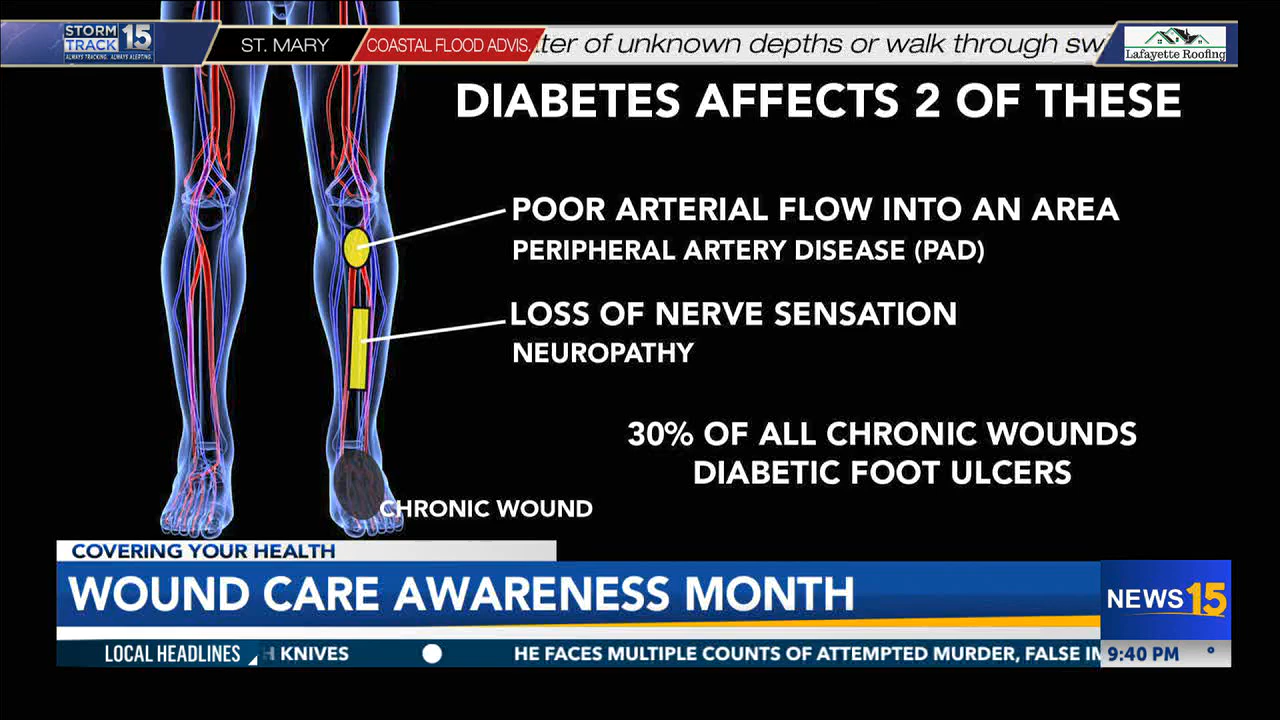 STORM
TRACK 15
ALWAYS TRACKING. ALWAYS ALERTING.
ST. MARY
COASTAL FLOOD ADVIS.
of unknown depths or walk through
Lafayette Roofing
DIABETES AFFECTS 2 OF THESE
POOR ARTERIAL FLOW INTO AN AREA
PERIPHERAL ARTERY DISEASE (PAD)
LOSS OF NERVE SENSATION
NEUROPATHY
30% OF ALL CHRONIC WOUNDS
DIABETIC FOOT ULCERS
CHRONIC WOUND
COVERING YOUR HEALTH
WOUND CARE AWARENESS MONTH
NEWS 15
LOCAL HEADLINES
KNIVES
HE FACES MULTIPLE COUNTS OF ATTEMPTED MURDER, FALSE
9:40 PM °